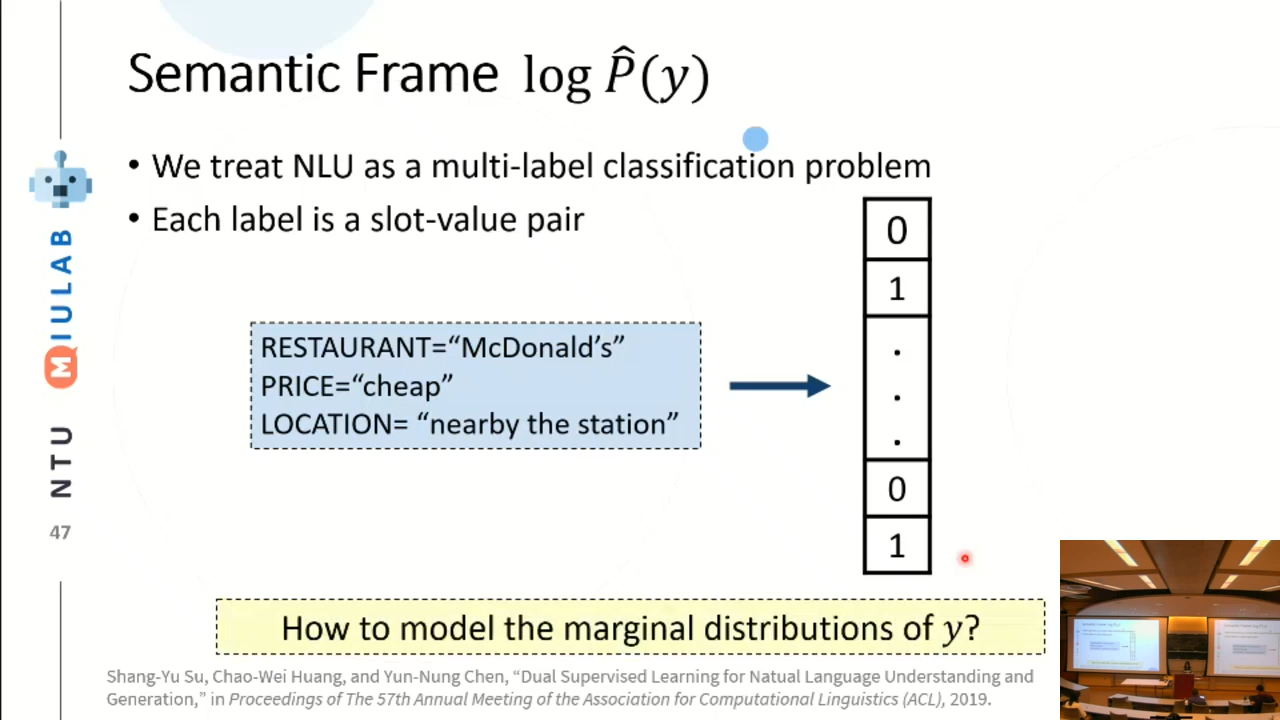 Semantic Frame log P̂(y)
• We treat NLU as a multi-label classification problem
• Each label is a slot-value pair
0
1
.
.
.
0
1
RESTAURANT=“McDonald’s”
PRICE=“cheap”
LOCATION= “nearby the station”
NTU MIULAB
47
How to model the marginal distributions of y?
Shang-Yu Su, Chao-Wei Huang, and Yun-Nung Chen, “Dual Supervised Learning for Natual Language Understanding and
Generation,” in Proceedings of The 57th Annual Meeting of the Association for Computational Linguistics (ACL), 2019.